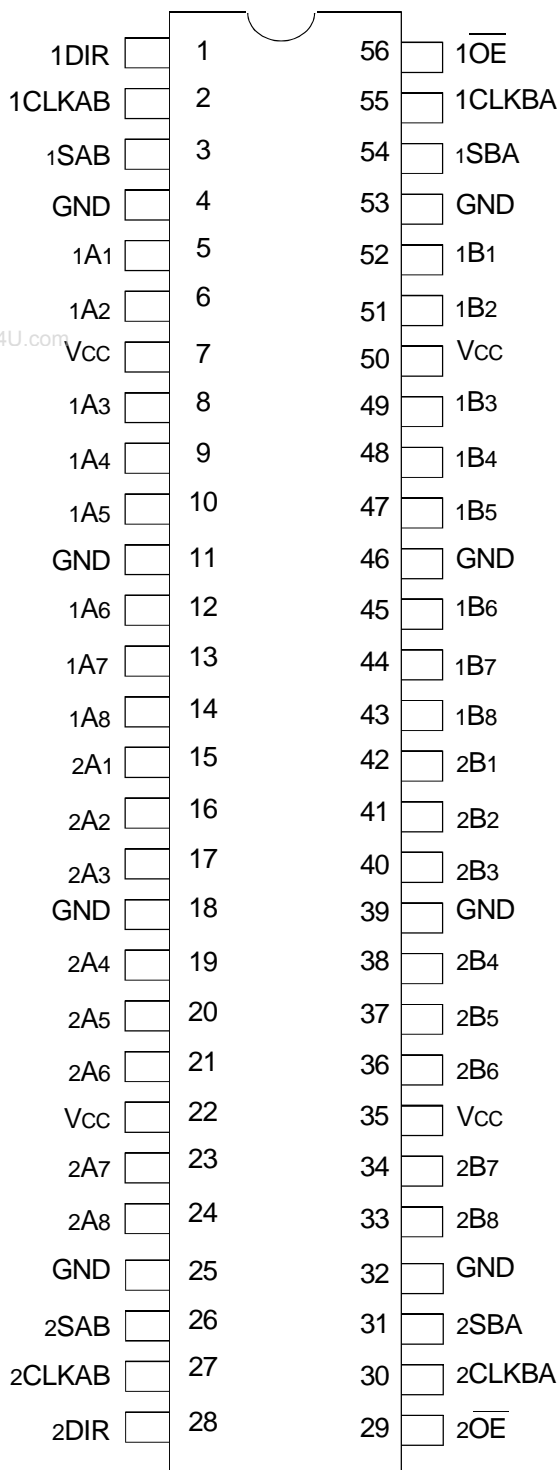 1DIR 1 56 1OE
1CLKAB 2 55 1CLKBA
1SAB 3 54 1SBA
GND 4 53 GND
1A1 5 52 1B1
1A2 6 51 1B2
4U.com
VCC 7 50 VCC
1A3 8 49 1B3
1A4 9 48 1B4
1A5 10 47 1B5
GND 11 46 GND
1A6 12 45 1B6
1A7 13 44 1B7
1A8 14 43 1B8
2A1 15 42 2B1
2A2 16 41 2B2
2A3 17 40 2B3
GND 18 39 GND
2A4 19 38 2B4
2A5 20 37 2B5
2A6 21 36 2B6
VCC 22 35 VCC
2A7 23 34 2B7
2A8 24 33 2B8
GND 25 32 GND
2SAB 26 31 2SBA
2CLKAB 27 30 2CLKBA
2DIR 28 29 2OE